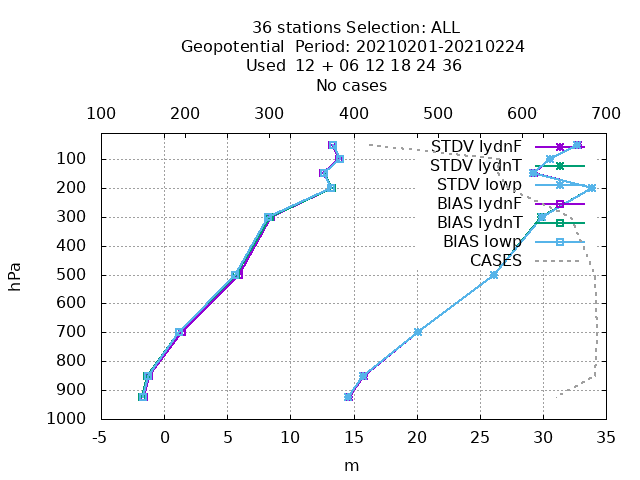 36 stations Selection: ALL
Geopotential  Period: 20210201-20210224
Used  12 + 06 12 18 24 36
No cases
100 200 300 400 500 600 700
STDV lydnF
STDV lydnT
STDV lowp
BIAS lydnF
BIAS lydnT
BIAS lowp
CASES
100
200
300
400
500
600
700
800
900
1000
hPa
-5 0 5 10 15 20 25 30 35
m